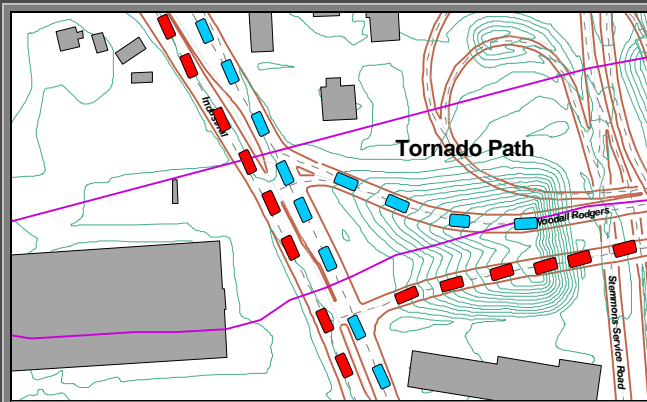 Industrial
Tornado Path
Woodall Rodgers
Stemmons Service Road